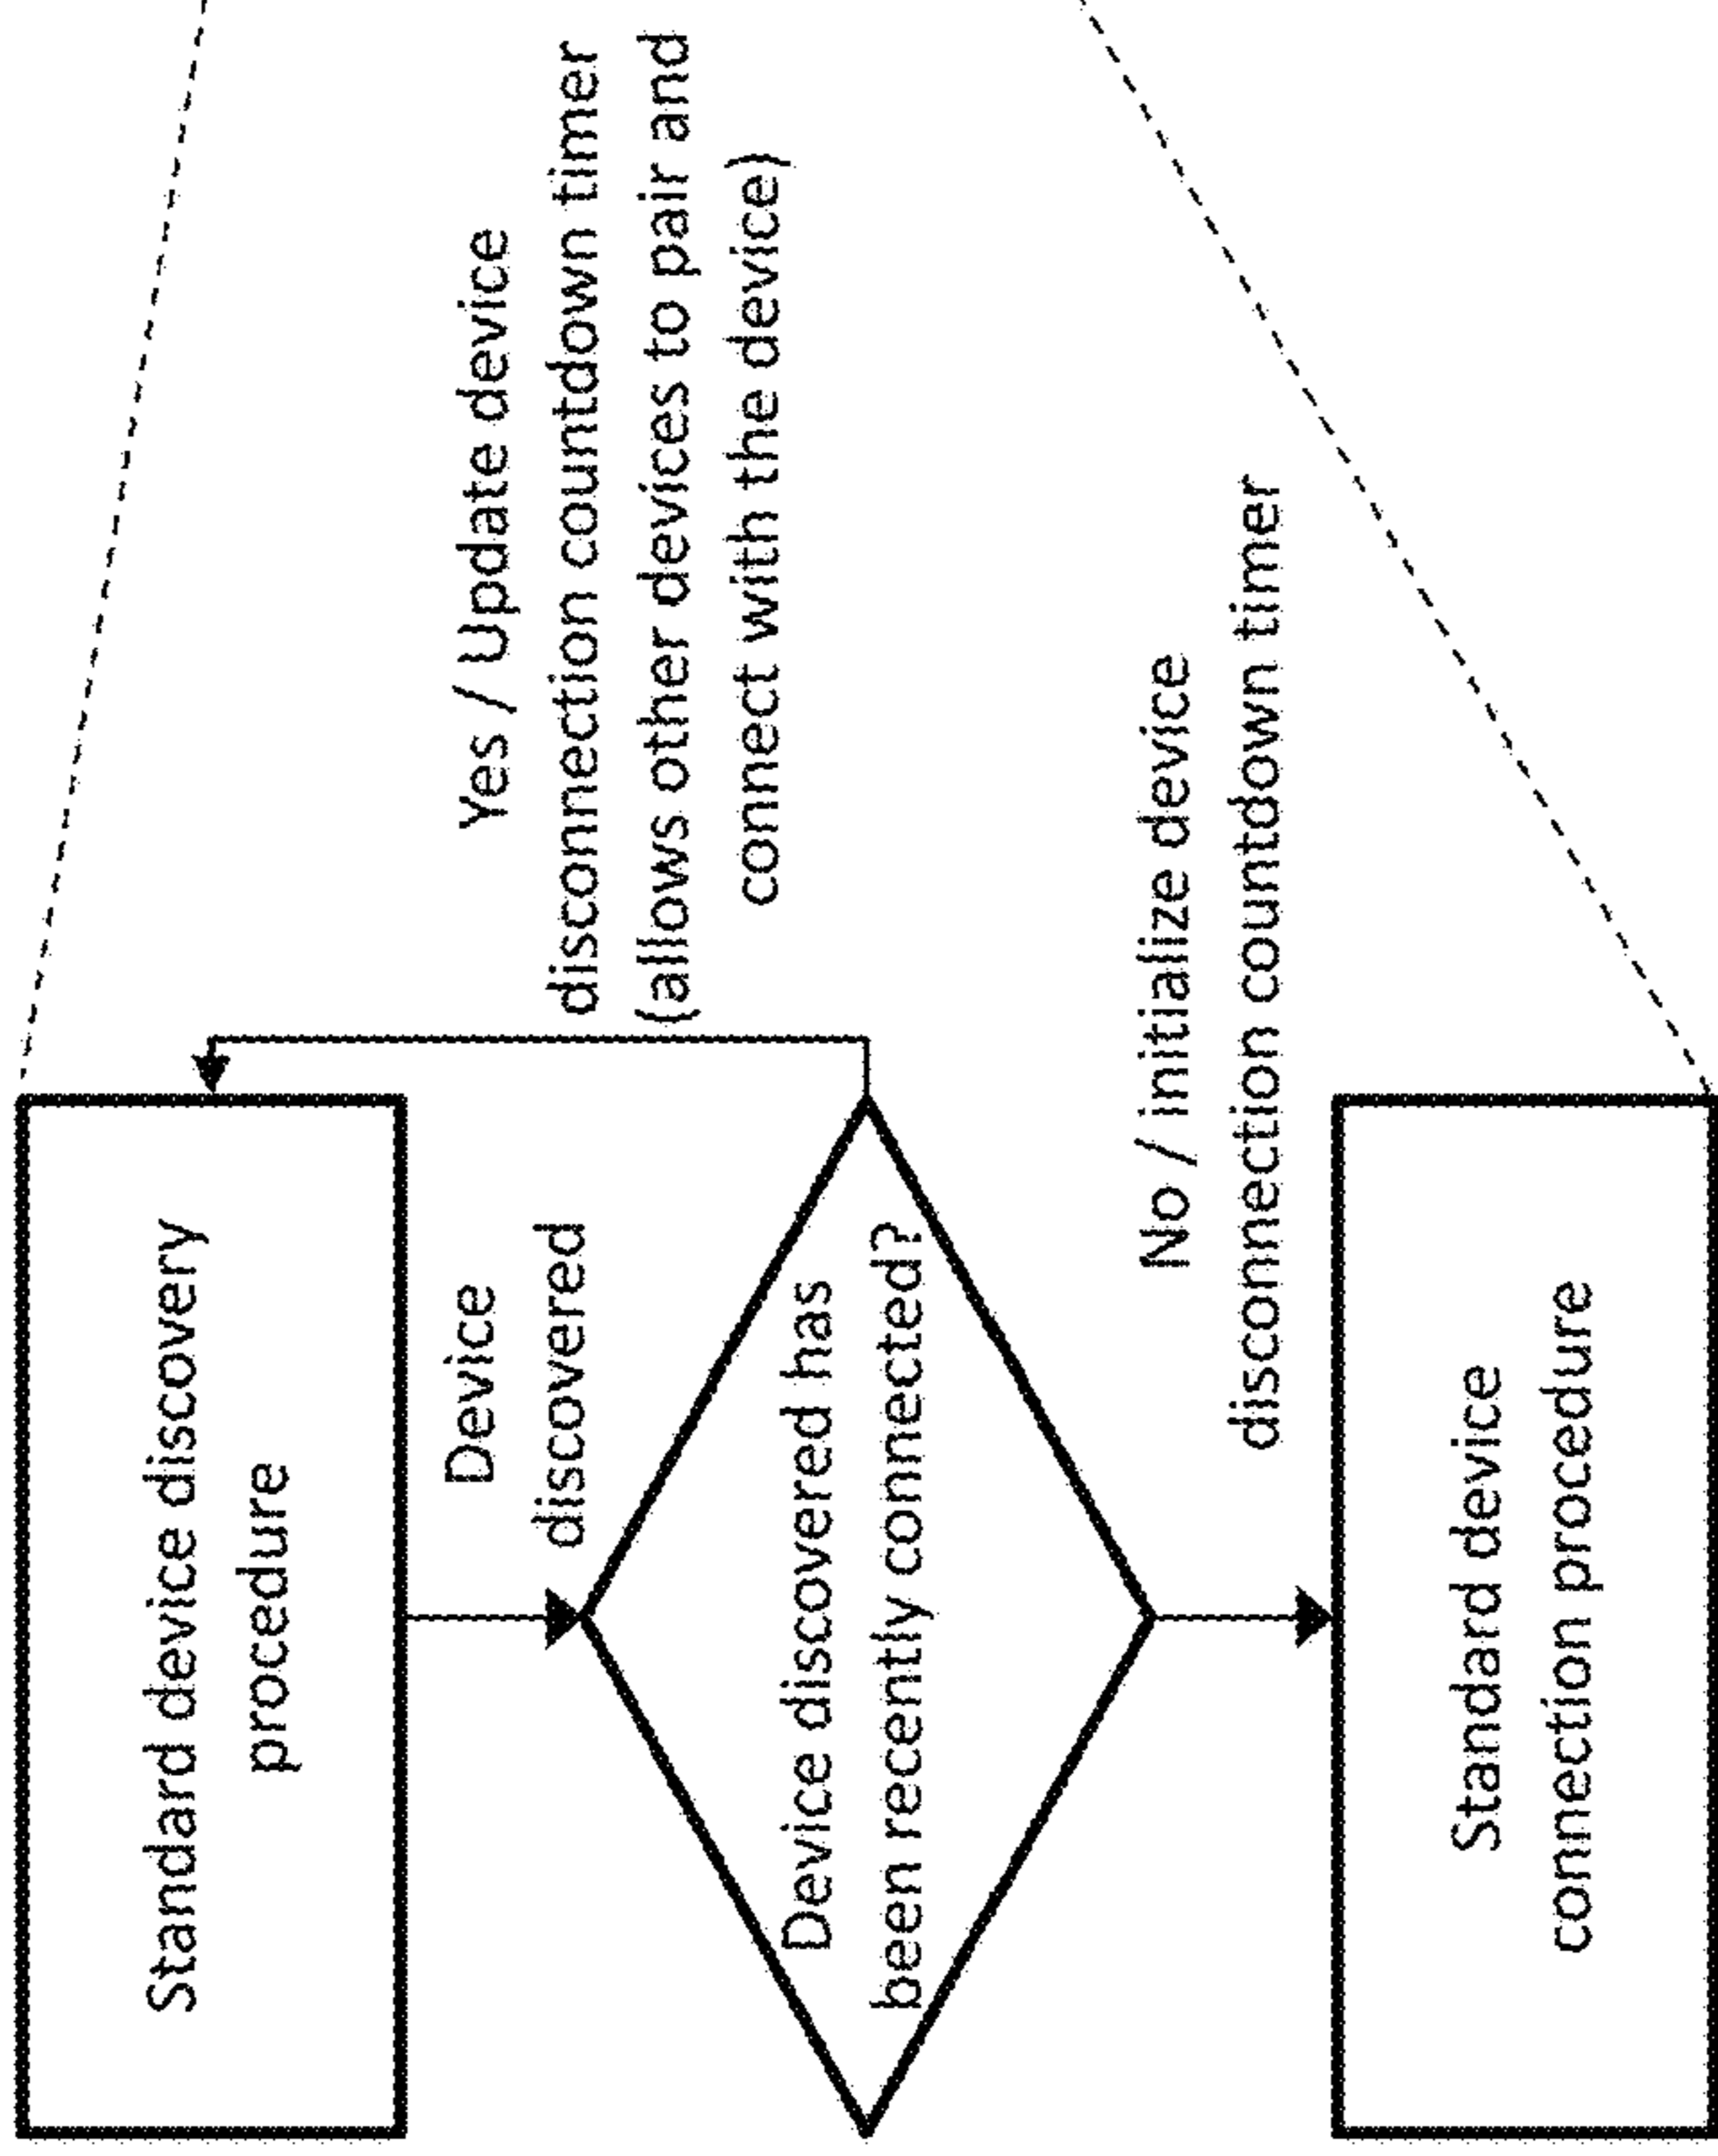 Standard device discovery
procedure
Device
discovered
Yes / Update device
disconnection countdown timer
(allows other devices to pair and
connect with the device)
Device discovered has
been recently connected?
No / initialize device
disconnection countdown timer
Standard device
connection procedure